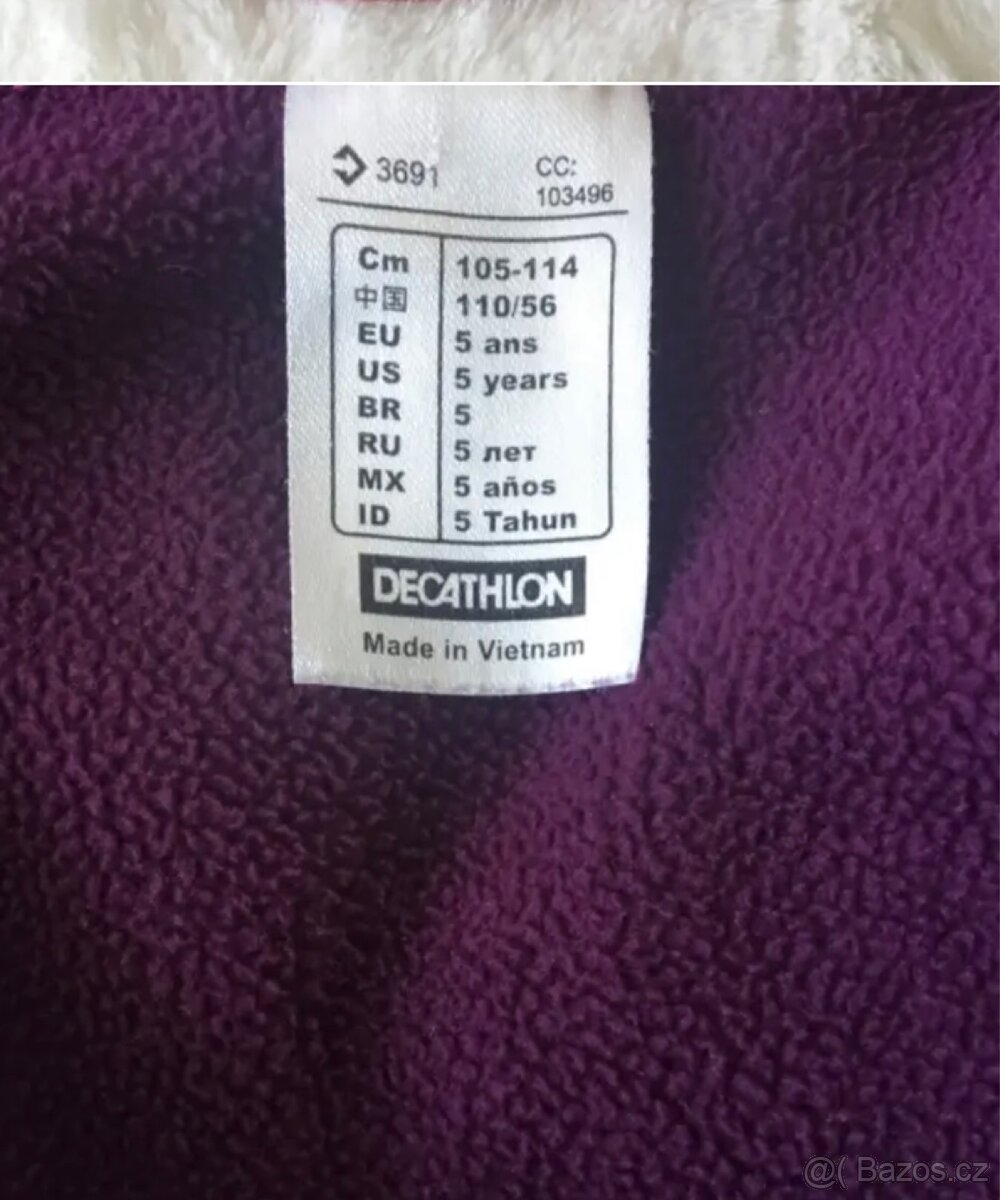 3691
CC:
103496
Cm 105-114
中国 110/56
EU 5 ans
US 5 years
BR 5
RU 5 лет
MX 5 años
ID 5 Tahun
DECATHLON
Made in Vietnam
@( Bazos.cz